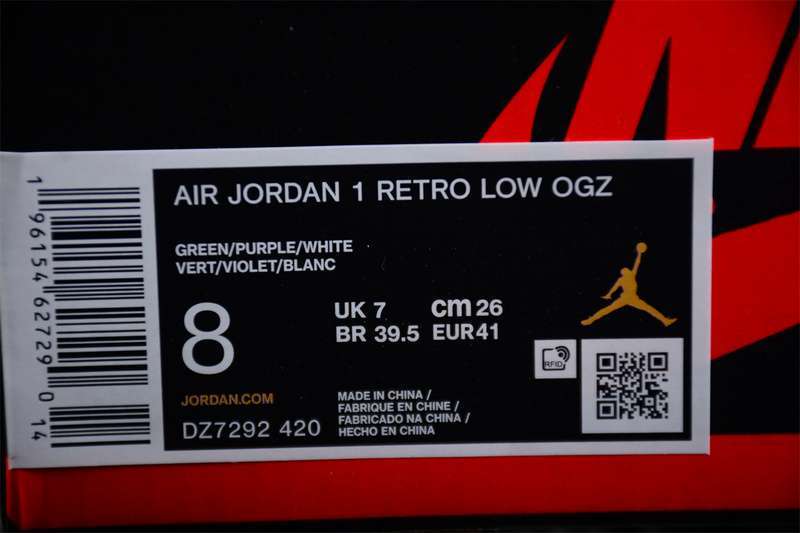 AIR JORDAN 1 RETRO LOW OGZ
GREEN/PURPLE/WHITE
VERT/VIOLET/BLANC
8
UK 7 cm 26
BR 39.5 EUR 41
RFID
JORDAN.COM
DZ7292 420
MADE IN CHINA /
FABRIQUE EN CHINE /
FABRICADO NA CHINA /
HECHO EN CHINA
1 96154 62729 0 14